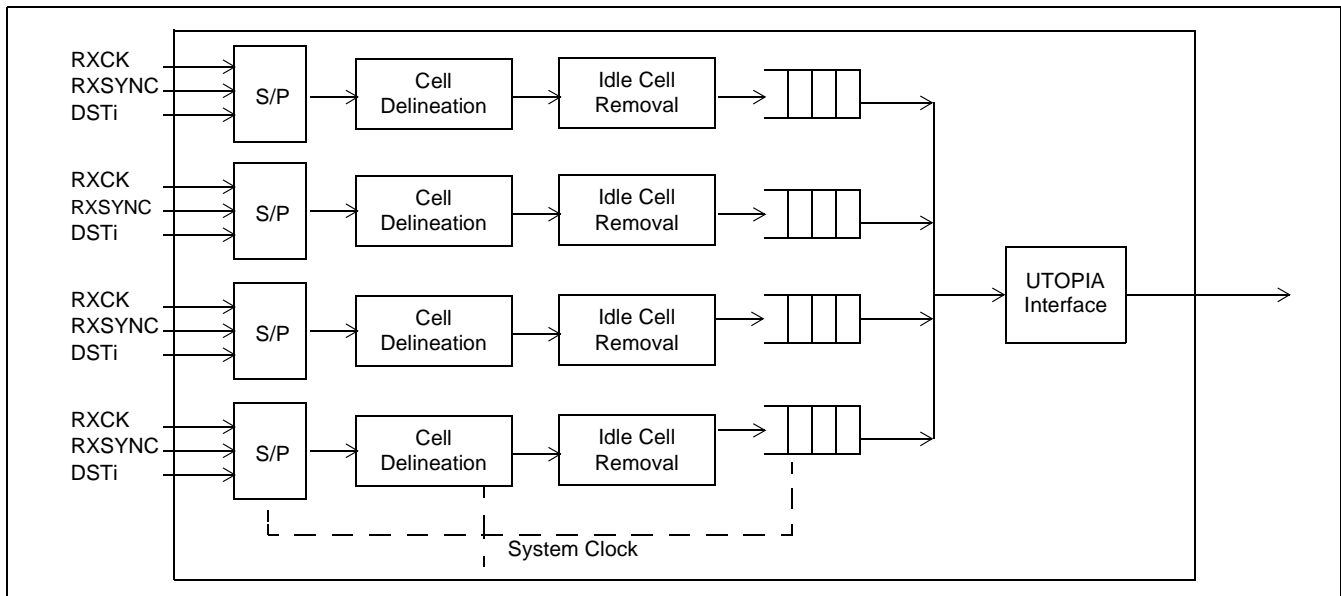 RXCK
RXSYNC
DSTi
S/P
Cell
Delineation
Idle Cell
Removal
RXCK
RXSYNC
DSTi
S/P
Cell
Delineation
Idle Cell
Removal
UTOPIA
Interface
RXCK
RXSYNC
DSTi
S/P
Cell
Delineation
Idle Cell
Removal
RXCK
RXSYNC
DSTi
S/P
Cell
Delineation
Idle Cell
Removal
System Clock